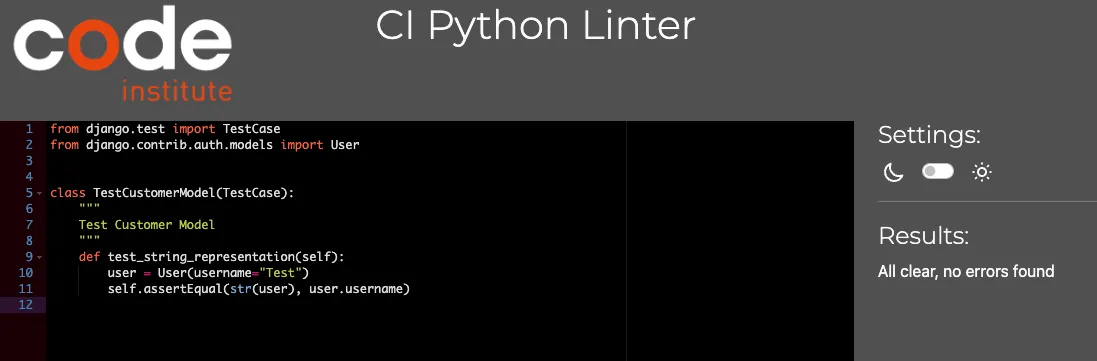 code
institute
CI Python Linter
1 from django.test import TestCase
2 from django.contrib.auth.models import User
3
4
5 class TestCustomerModel(TestCase):
6     """
7     Test Customer Model
8     """
9     def test_string_representation(self):
10         user = User(username="Test")
11         self.assertEqual(str(user), user.username)
12
Settings:
Results:
All clear, no errors found